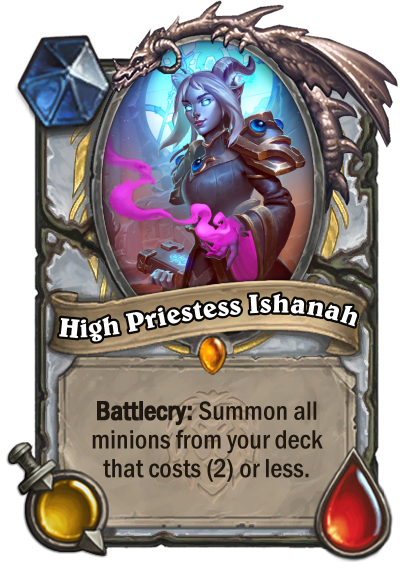 High Priestess Ishanah
Battlecry: Summon all
minions from your deck
that costs (2) or less.